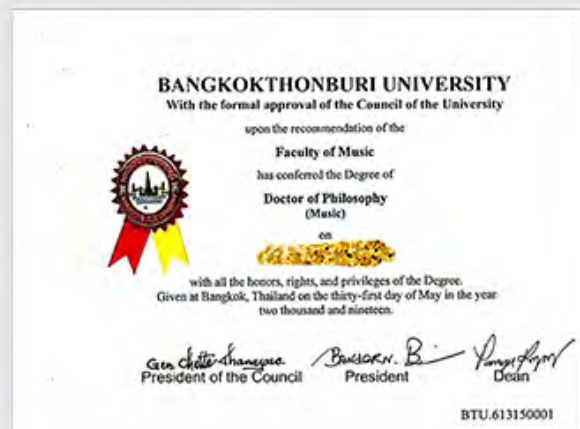 BANGKOKTHONBURI UNIVERSITY
With the formal approval of the Council of the University
upon the recommendation of the
Faculty of Music
has conferred the Degree of
Doctor of Philosophy
(Music)
on
with all the honors, rights, and privileges of the Degree.
Given at Bangkok, Thailand on the thirty-first day of May in the year
two thousand and nineteen.
President of the Council President Dean
BTU.613150001